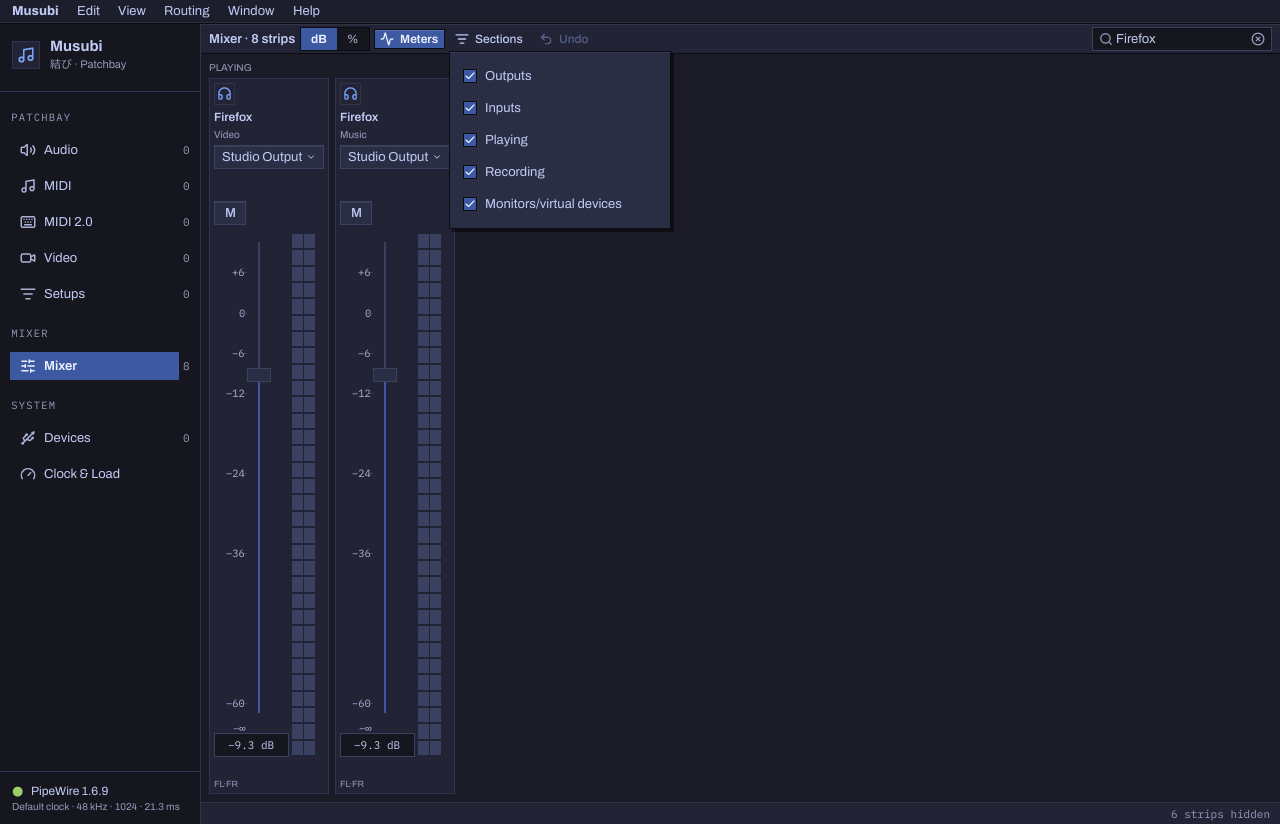 Musubi Edit View Routing Window Help
Musubi
結び · Patchbay
PATCHBAY
Audio 0
MIDI 0
MIDI 2.0 0
Video 0
Setups 0
MIXER
Mixer 8
SYSTEM
Devices 0
Clock & Load
PipeWire 1.6.9
Default clock · 48 kHz · 1024 · 21.3 ms
Mixer · 8 strips dB % Meters Sections Undo Firefox
Outputs
Inputs
Playing
Recording
Monitors/virtual devices
PLAYING
Firefox
Video
Studio Output
M
+6
0
−6
−12
−24
−36
−60
−∞
−9.3 dB
FL·FR
Firefox
Music
Studio Output
M
+6
0
−6
−12
−24
−36
−60
−∞
−9.3 dB
FL·FR
6 strips hidden